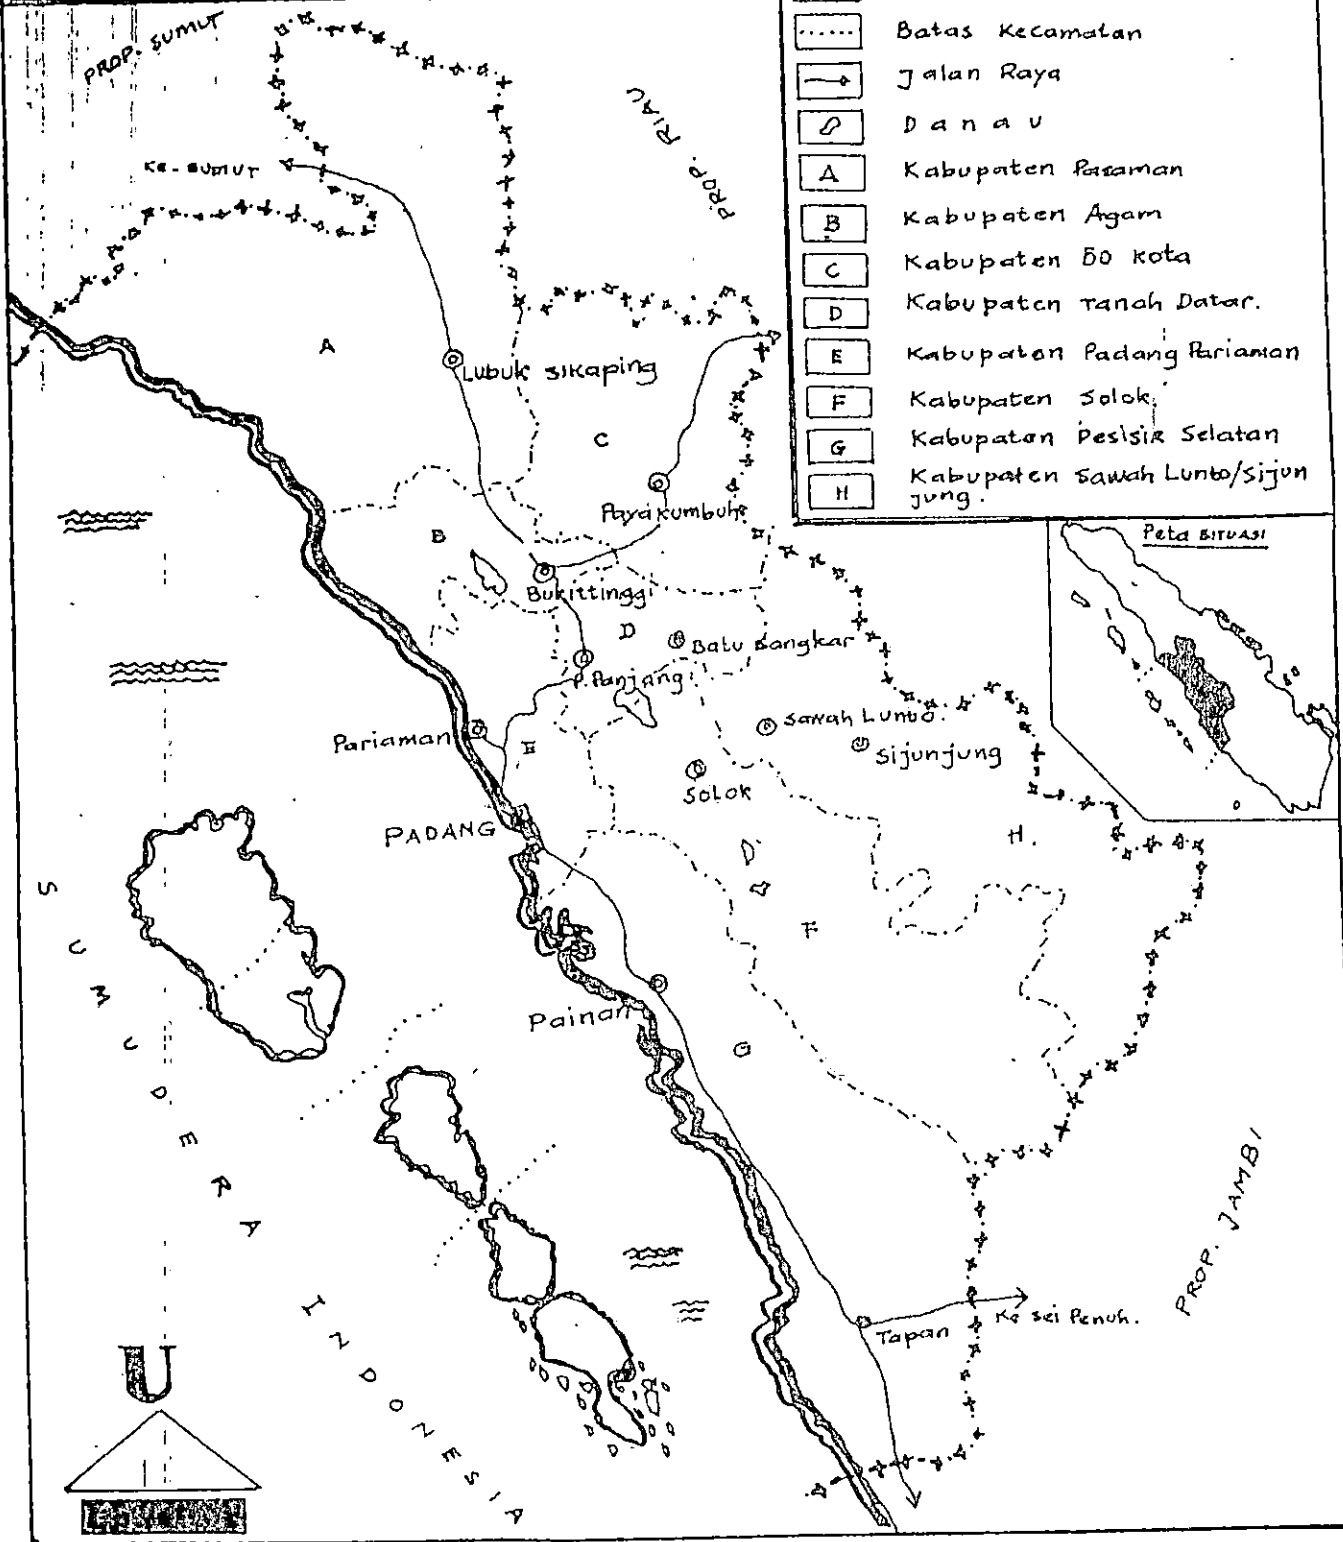 PROP. SUMUT
KE-SUMUT
PROP. RIAU
Batas Kecamatan
Jalan Raya
Danau
A Kabupaten Pasaman
B Kabupaten Agam
C Kabupaten 50 Kota
D Kabupaten Tanah Datar.
E Kabupaten Padang Pariaman
F Kabupaten Solok
G Kabupaten Pesisir Selatan
H Kabupaten Sawah Lunto/Sijun
jung.
Peta SITUASI
A
Lubuk SIKaping
C
Payakumbuh
B
Bukittinggi
D
Batu Sangkar
P. Panjang
Sawah Lunto.
Pariaman
E
Sijunjung
Solok
PADANG
H.
F
Painan
G
SUMUDERA INDONESIA
PROP. JAMBI
Tapan
Ke Sei Penuh.
U